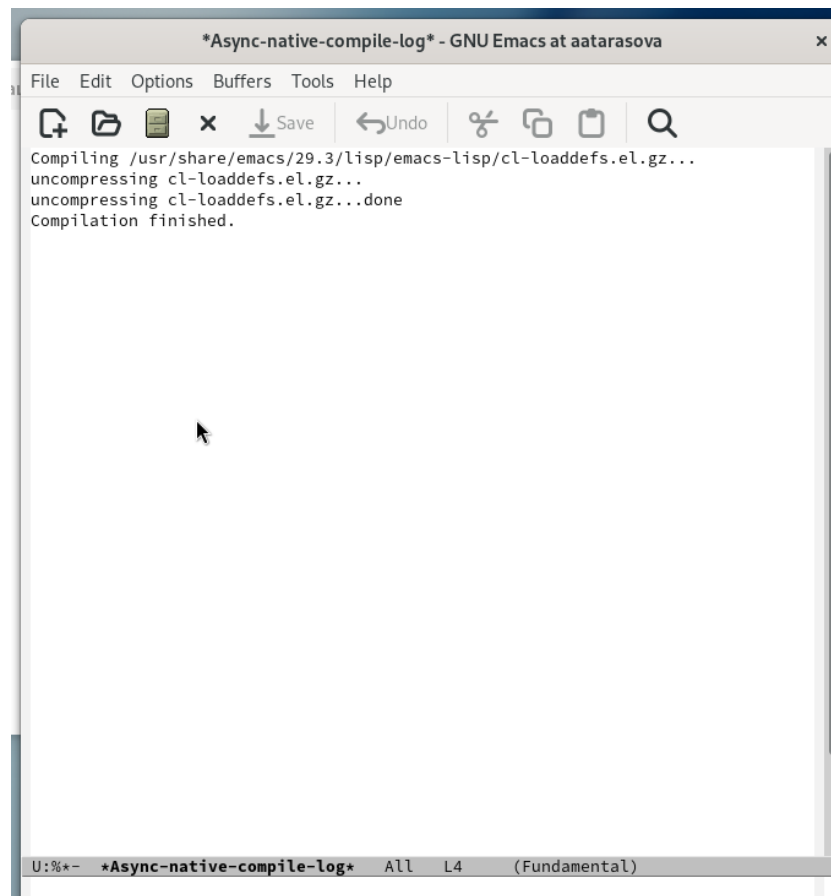 *Async-native-compile-log* - GNU Emacs at aatarasova
File Edit Options Buffers Tools Help
Save Undo
Compiling /usr/share/emacs/29.3/lisp/emacs-lisp/cl-loaddefs.el.gz...
uncompressing cl-loaddefs.el.gz...
uncompressing cl-loaddefs.el.gz...done
Compilation finished.
U:%*- *Async-native-compile-log* All L4 (Fundamental)